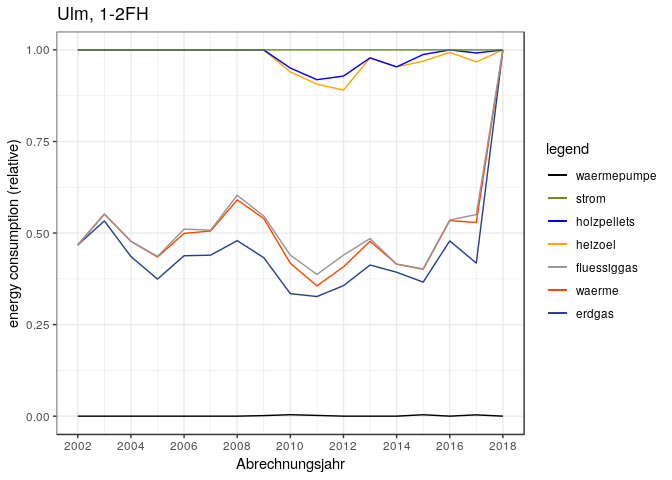 Ulm, 1-2FH
1.00
0.75
0.50
0.25
0.00
energy consumption (relative)
2002 2004 2006 2008 2010 2012 2014 2016 2018
Abrechnungsjahr
legend
waermepumpe
strom
holzpellets
heizoel
fluessiggas
waerme
erdgas